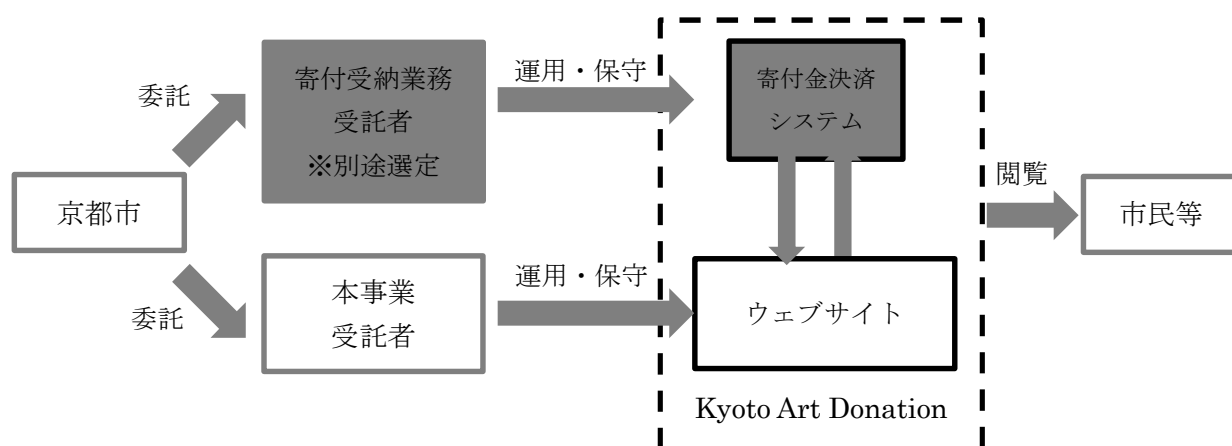 寄付受納業務
受託者
※別途選定
運用・保守
寄付金決済
システム
委託
閲覧
京都市
市民等
本事業
受託者
運用・保守
ウェブサイト
委託
Kyoto Art Donation